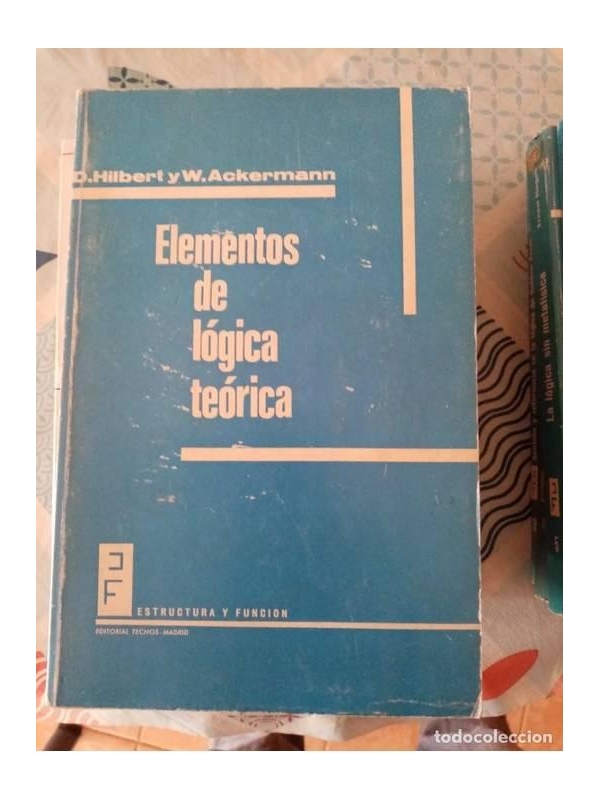 D.Hilbert y W.Ackermann
Elementos
de
lógica
teórica
F
ESTRUCTURA Y FUNCION
EDITORIAL TECNOS-MADRID
La lógica sin metafísica
todocoleccion